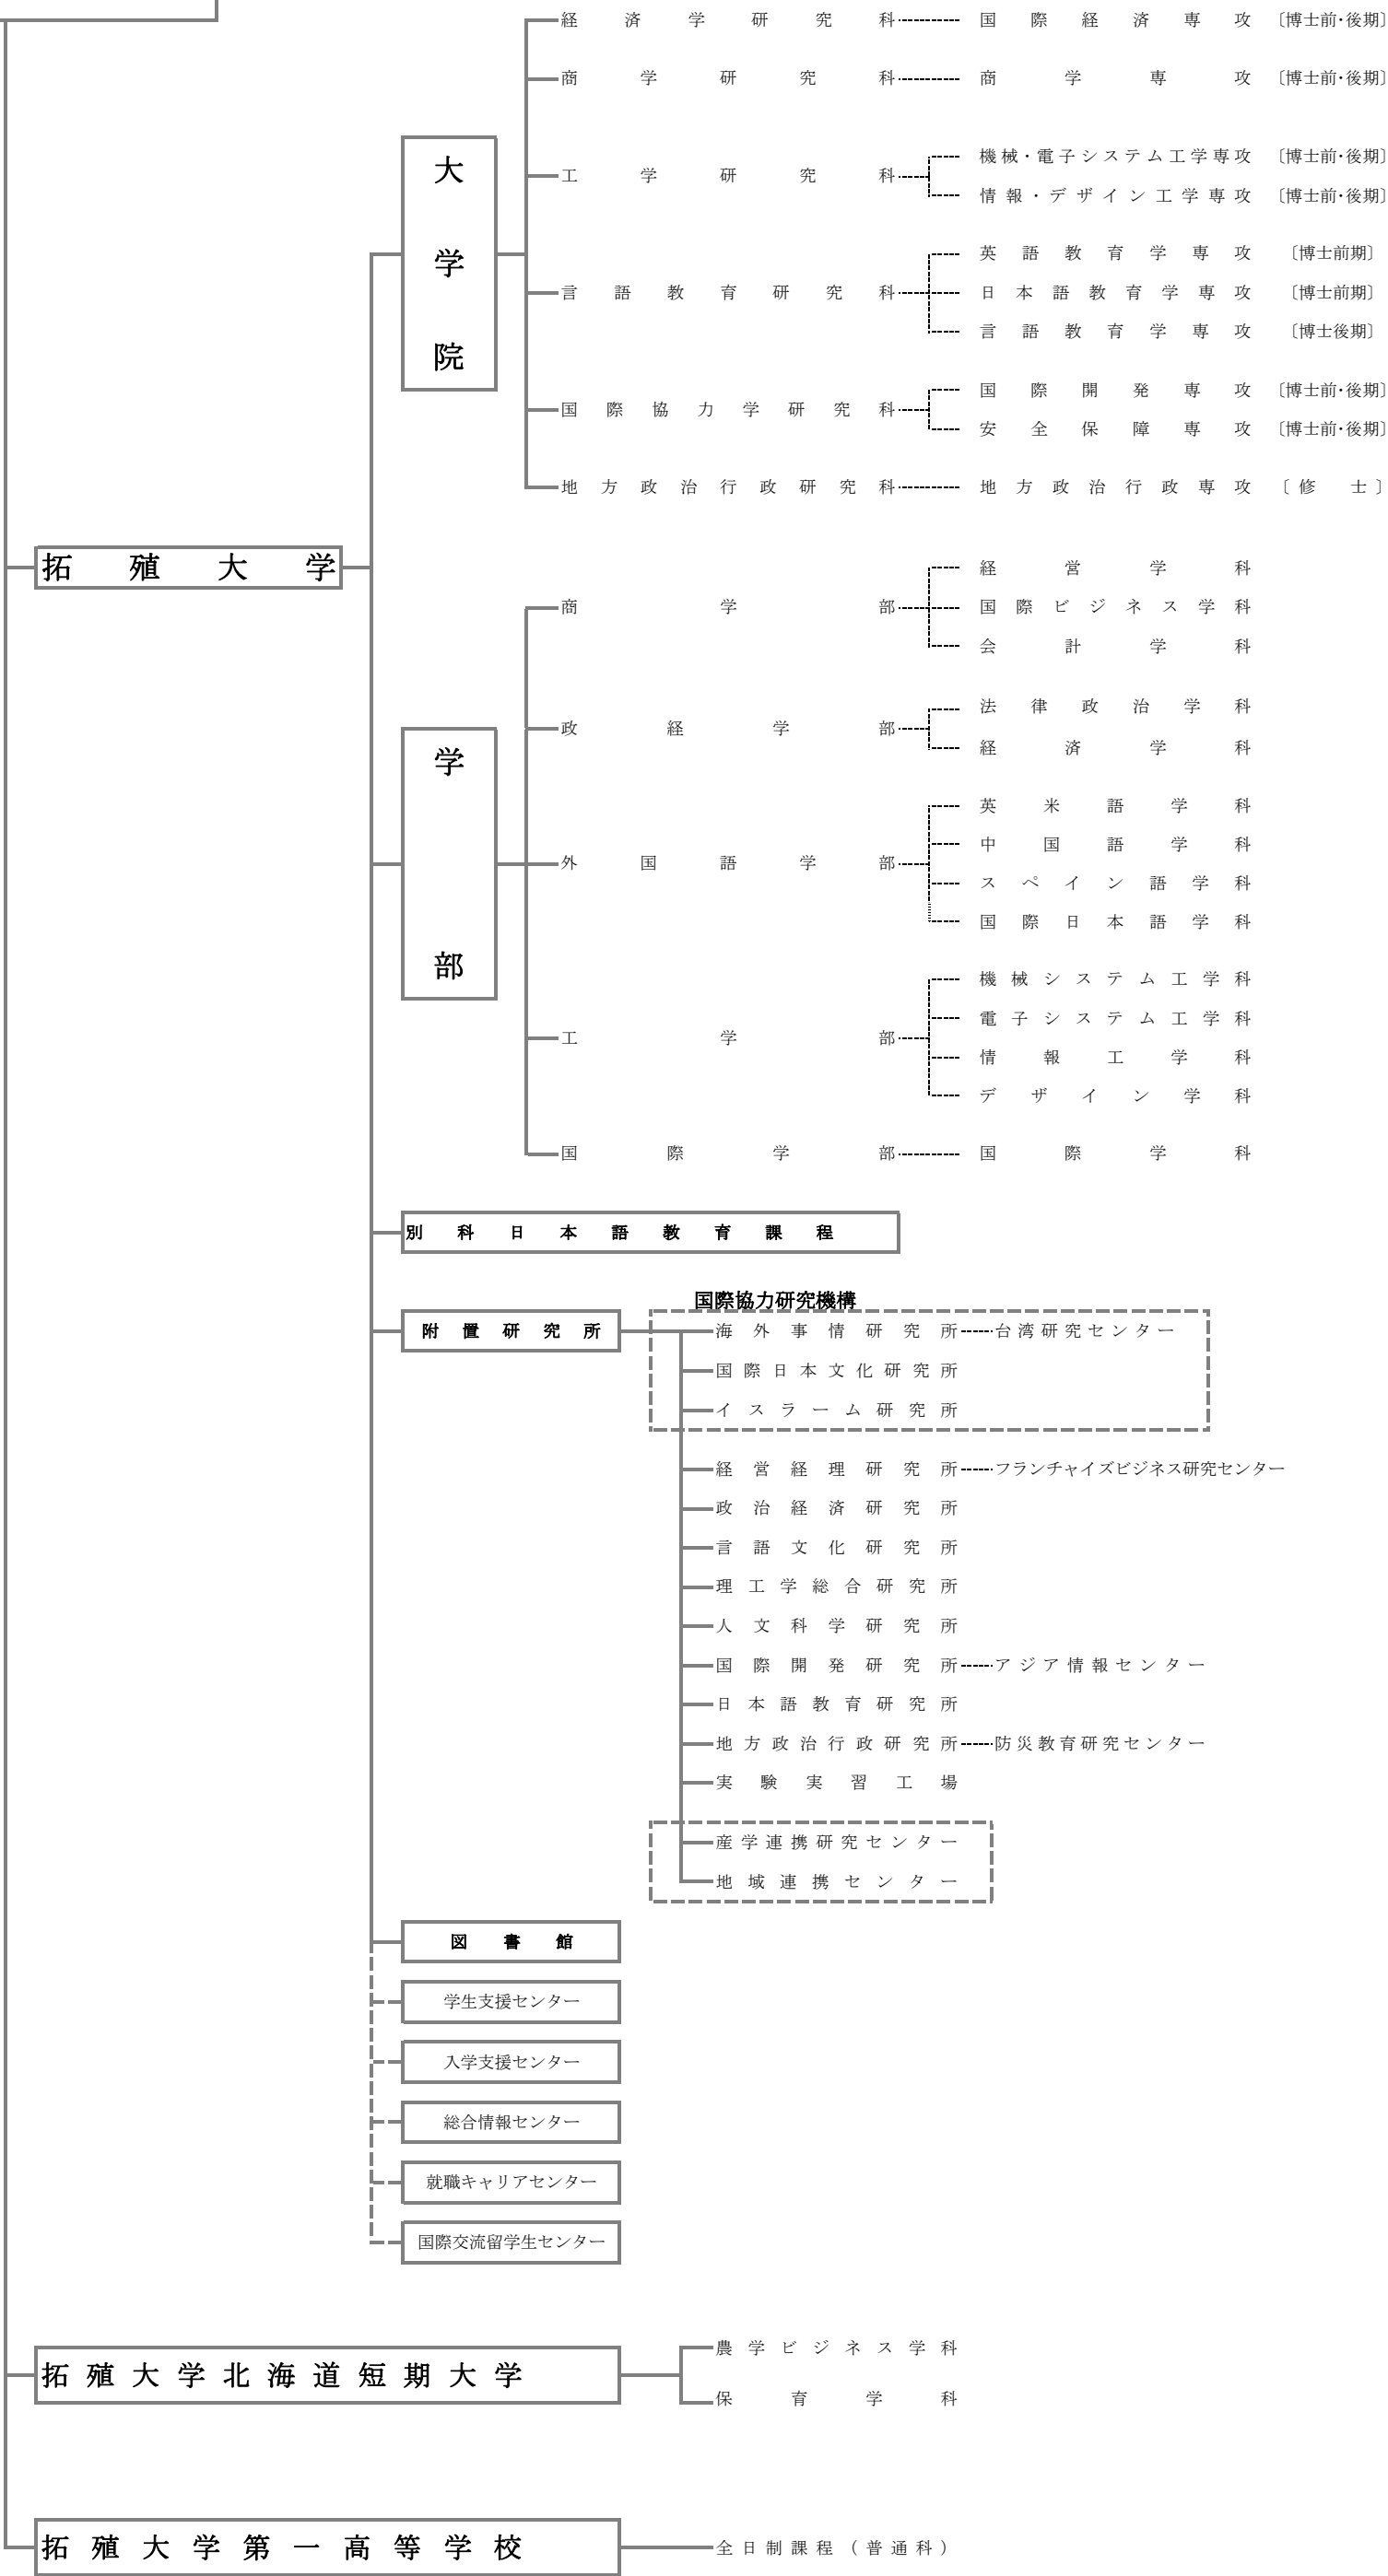 経済学研究科 国際経済専攻 〔博士前・後期〕
商学研究科 商学専攻 〔博士前・後期〕
大学院
機械・電子システム工学専攻 〔博士前・後期〕
工学研究科
情報・デザイン工学専攻 〔博士前・後期〕
英語教育学専攻 〔博士前期〕
言語教育研究科 日本語教育学専攻 〔博士前期〕
言語教育学専攻 〔博士後期〕
国際開発専攻 〔博士前・後期〕
国際協力学研究科
安全保障専攻 〔博士前・後期〕
地方政治行政研究科 地方政治行政専攻 〔修士〕
拓殖大学
経営学科
商学部 国際ビジネス学科
会計学科
学部
法律政治学科
政経学部
経済学科
英米語学科
中国語学科
外国語学部
スペイン語学科
国際日本語学科
機械システム工学科
電子システム工学科
工学部
情報工学科
デザイン学科
国際学部 国際学科
別科日本語教育課程
国際協力研究機構
附置研究所 海外事情研究所 台湾研究センター
国際日本文化研究所
イスラーム研究所
経営経理研究所 フランチャイズビジネス研究センター
政治経済研究所
言語文化研究所
理工学総合研究所
人文科学研究所
国際開発研究所 アジア情報センター
日本語教育研究所
地方政治行政研究所 防災教育研究センター
実験実習工場
産学連携研究センター
地域連携センター
図書館
学生支援センター
入学支援センター
総合情報センター
就職キャリアセンター
国際交流留学生センター
農学ビジネス学科
拓殖大学北海道短期大学
保育学科
拓殖大学第一高等学校 全日制課程（普通科）